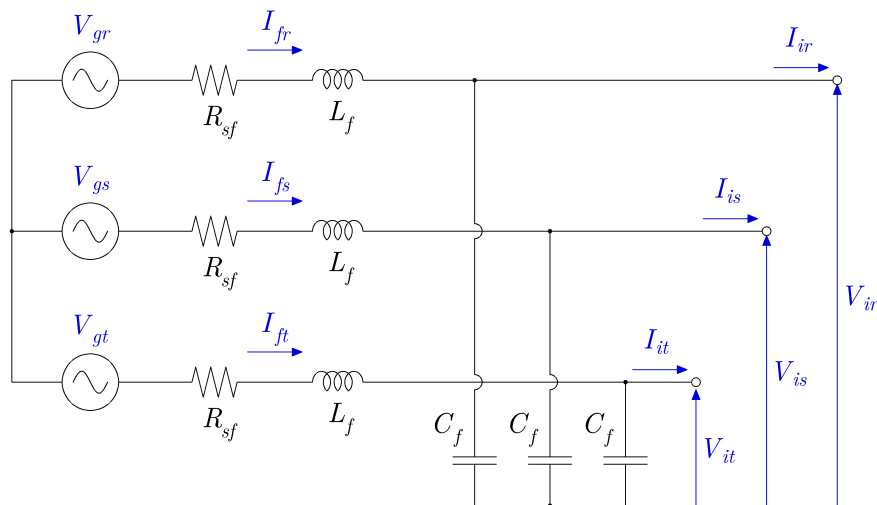 V_gr
I_fr
I_ir
R_sf
L_f
V_gs
I_fs
I_is
R_sf
L_f
V_ir
V_gt
I_ft
I_it
V_is
R_sf
L_f
C_f
C_f
C_f
V_it